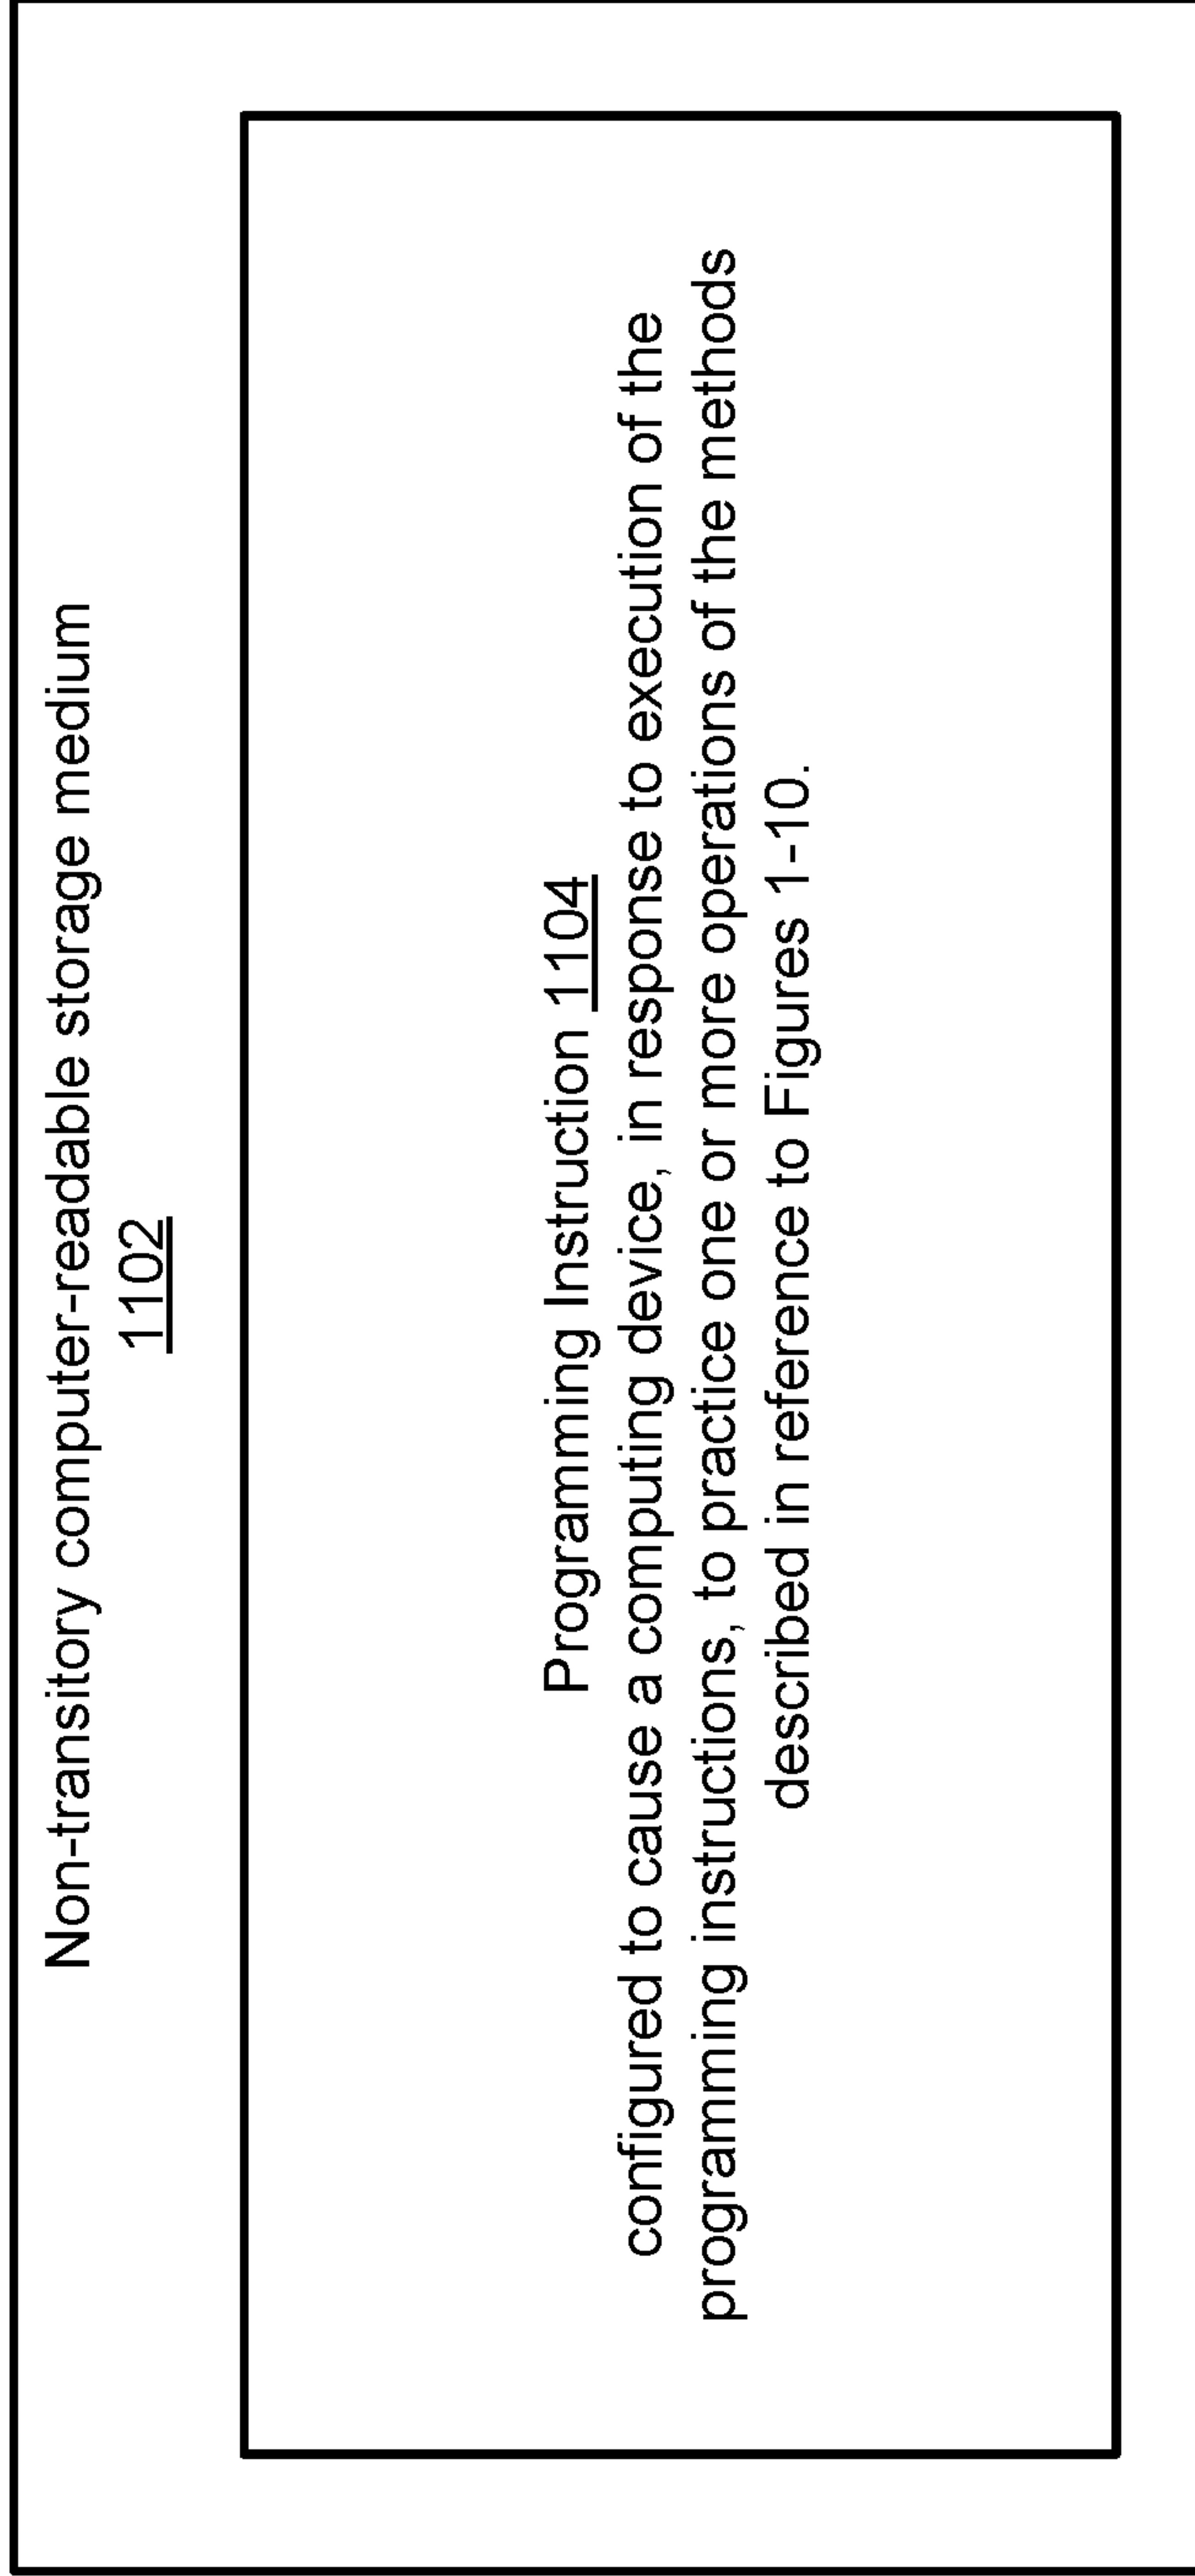 Non-transitory computer-readable storage medium
1102
Programming Instruction 1104
configured to cause a computing device, in response to execution of the
programming instructions, to practice one or more operations of the methods
described in reference to Figures 1-10.